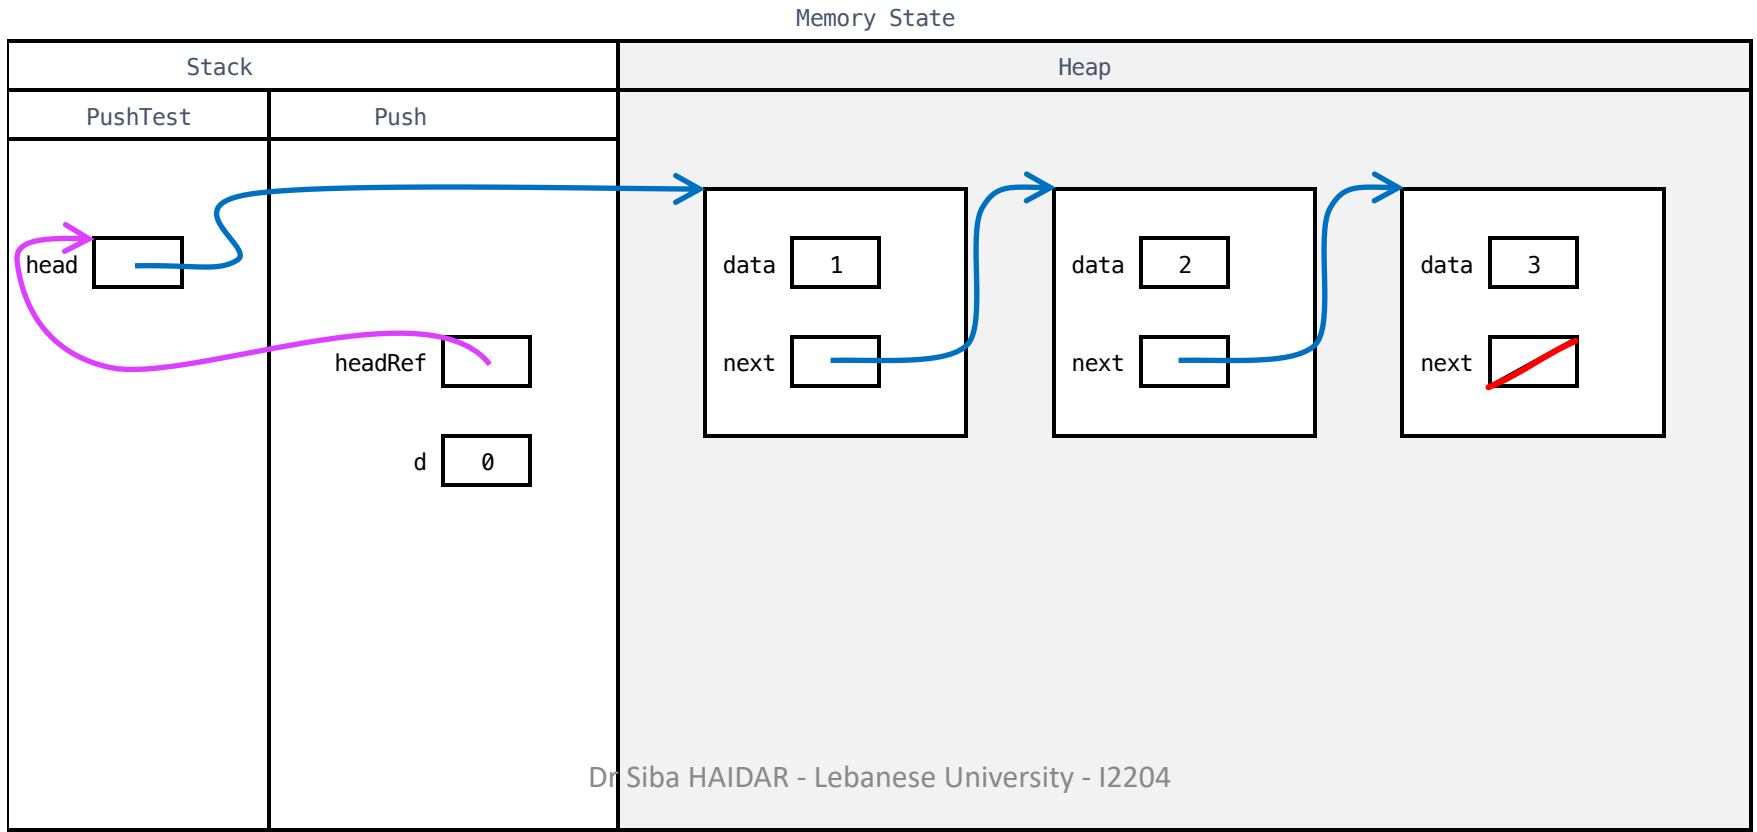 Memory State
Stack Heap
PushTest Push
head data 1 data 2 data 3
headRef next next next
d 0
Dr Siba HAIDAR - Lebanese University - I2204